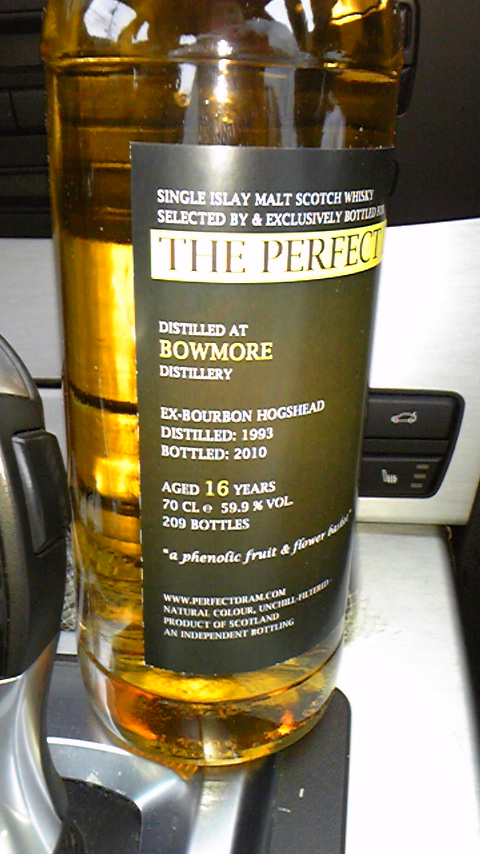 SINGLE ISLAY MALT SCOTCH WHISKY
SELECTED BY & EXCLUSIVELY BOTTLED
THE PERFECT
DISTILLED AT
BOWMORE
DISTILLERY
EX-BOURBON HOGSHEAD
DISTILLED: 1993
BOTTLED: 2010
AGED 16 YEARS
70 CL e 59.9 % VOL.
209 BOTTLES
"a phenolic fruit & flower basket"
WWW.PERFECTDRAM.COM
NATURAL COLOUR, UNCHILL-FILTERED
PRODUCT OF SCOTLAND
AN INDEPENDENT BOTTLING